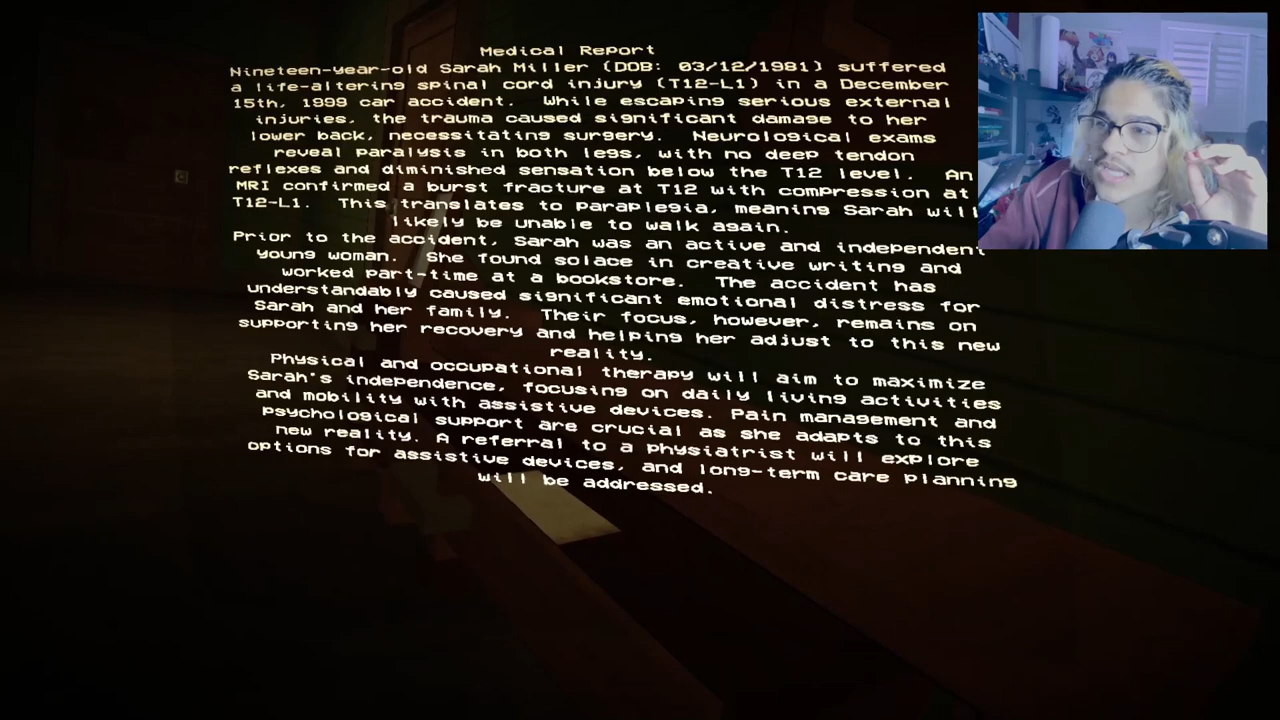 Medical Report
Nineteen-year-old Sarah Miller (DOB: 03/12/1981) suffered
a life-altering spinal cord injury (T12-L1) in a December
15th, 1999 car accident. While escaping serious external
injuries, the trauma caused significant damage to her
lower back, necessitating surgery. Neurological exams
reveal paralysis in both legs, with no deep tendon
reflexes and diminished sensation below the T12 level. An
MRI confirmed a burst fracture at T12 with compression at
T12-L1. This translates to paraplegia, meaning Sarah will
likely be unable to walk again.
Prior to the accident, Sarah was an active and independent
young woman. She found solace in creative writing and
worked part-time at a bookstore. The accident has
understandably caused significant emotional distress for
Sarah and her family. Their focus, however, remains on
supporting her recovery and helping her adjust to this new
reality.
Physical and occupational therapy will aim to maximize
Sarah's independence, focusing on daily living activities
and mobility with assistive devices. Pain management and
psychological support are crucial as she adapts to this
new reality. A referral to a physiatrist will explore
options for assistive devices, and long-term care planning
will be addressed.